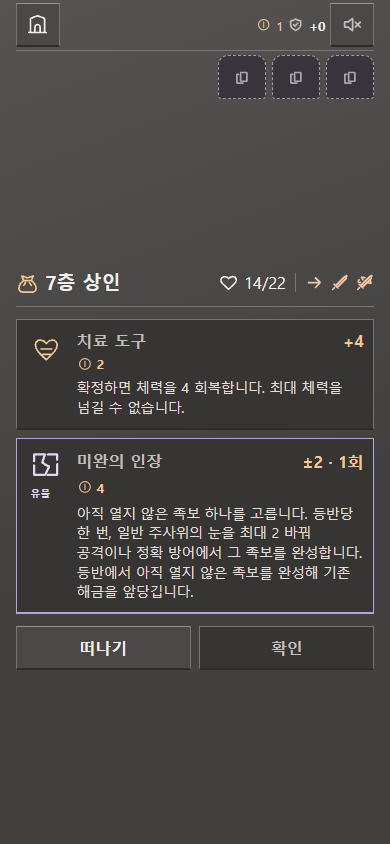 1 +0
7층 상인 14/22
치료 도구 +4
2
확정하면 체력을 4 회복합니다. 최대 체력을
넘길 수 없습니다.
미완의 인장 ±2 · 1회
4
유물
아직 열지 않은 족보 하나를 고릅니다. 등반당
한 번, 일반 주사위의 눈을 최대 2 바꿔
공격이나 정확 방어에서 그 족보를 완성합니다.
등반에서 아직 열지 않은 족보를 완성해 기존
해금을 앞당깁니다.
떠나기 확인